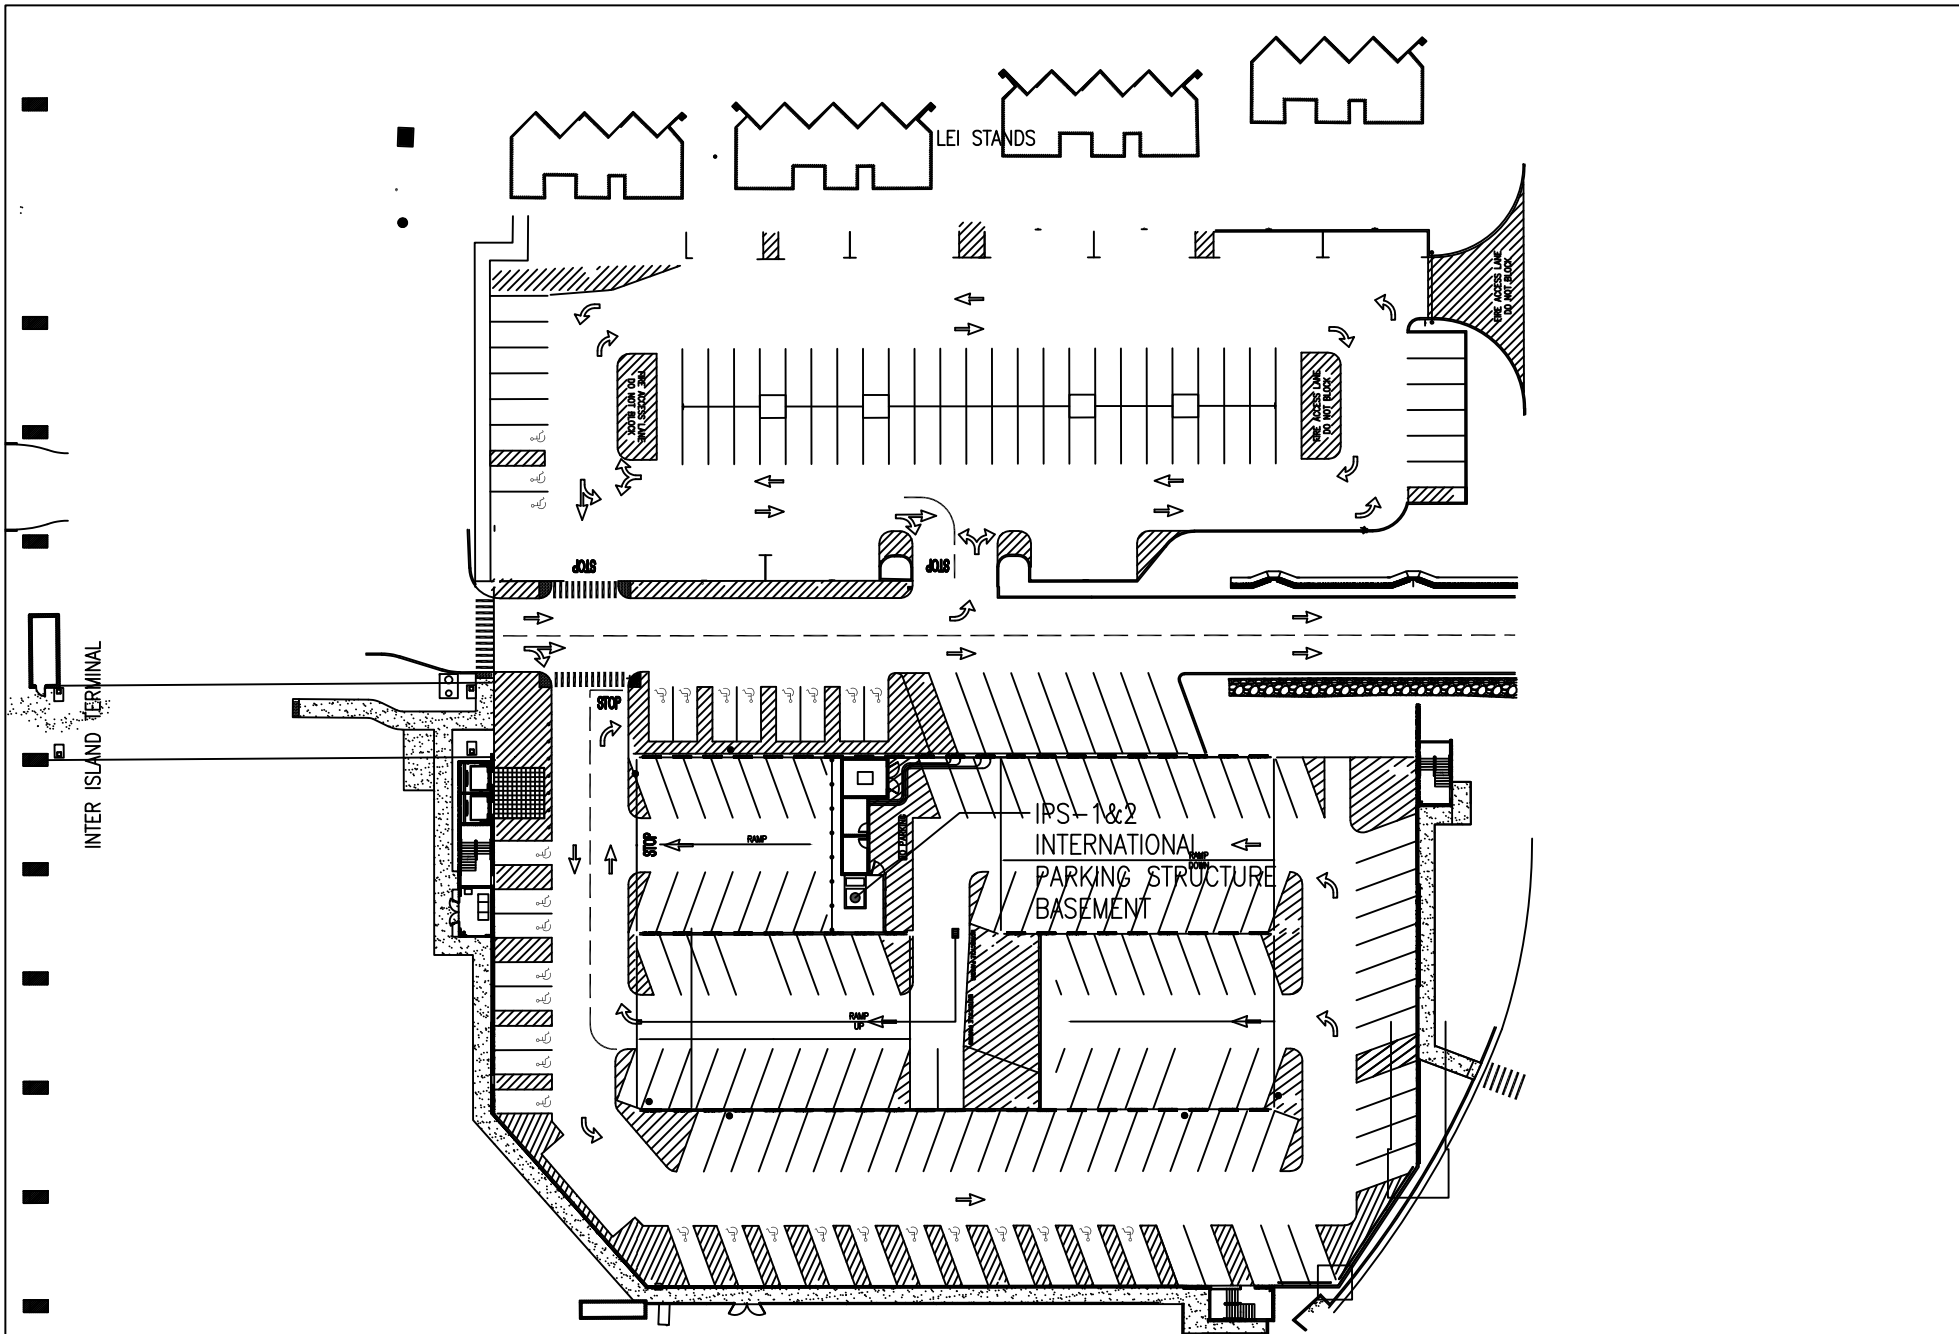 LEI STANDS
FIRE ACCESS LANE
DO NOT BLOCK
FIRE ACCESS LANE
DO NOT BLOCK
FIRE ACCESS LANE
DO NOT BLOCK
STOP
STOP
INTER ISLAND TERMINAL
STOP
STOP
RAMP
NO PARKING
IPS-1&2
INTERNATIONAL
PARKING STRUCTURE
BASEMENT
RAMP
DOWN
RAMP
UP